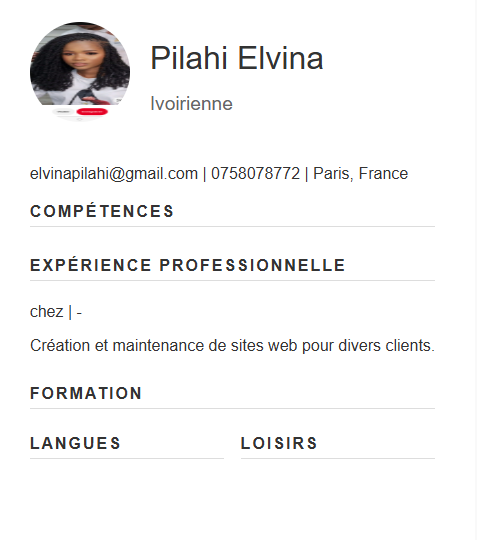 Pilahi Elvina
Ivoirienne
elvinapilahi@gmail.com | 0758078772 | Paris, France
COMPÉTENCES
EXPÉRIENCE PROFESSIONNELLE
chez | -
Création et maintenance de sites web pour divers clients.
FORMATION
LANGUES
LOISIRS